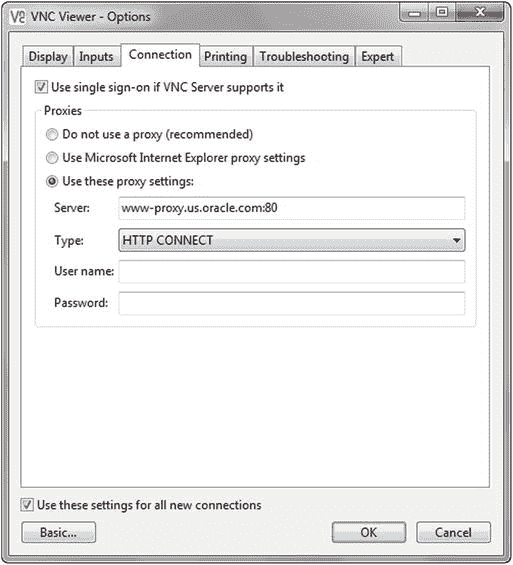 VNC Viewer - Options
Display Inputs Connection Printing Troubleshooting Expert
Use single sign-on if VNC Server supports it
Proxies
Do not use a proxy (recommended)
Use Microsoft Internet Explorer proxy settings
Use these proxy settings:
Server: www-proxy.us.oracle.com:80
Type: HTTP CONNECT
User name:
Password:
Use these settings for all new connections
Basic... OK Cancel